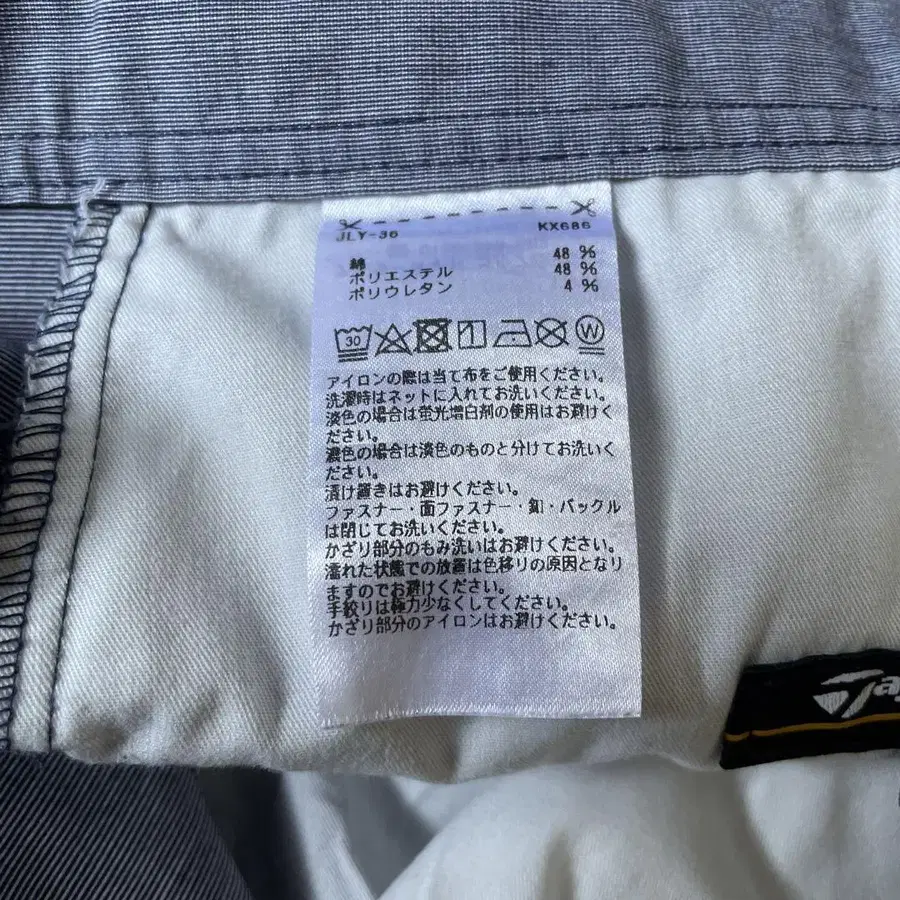 JLY-36 KX686
綿 48 %
ポリエステル 48 %
ポリウレタン 4 %
30 W
アイロンの際は当て布をご使用ください。
洗濯時はネットに入れてお洗いください。
淡色の場合は蛍光増白剤の使用はお避けく
ださい。
濃色の場合は淡色のものと分けてお洗いく
ださい。
漬け置きはお避けください。
ファスナー・面ファスナー・釦・バックル
は閉じてお洗いください。
かざり部分のもみ洗いはお避けください。
濡れた状態での放置は色移りの原因となり
ますのでお避けください。
手絞りは極力少なくしてください。
かざり部分のアイロンはお避けください。